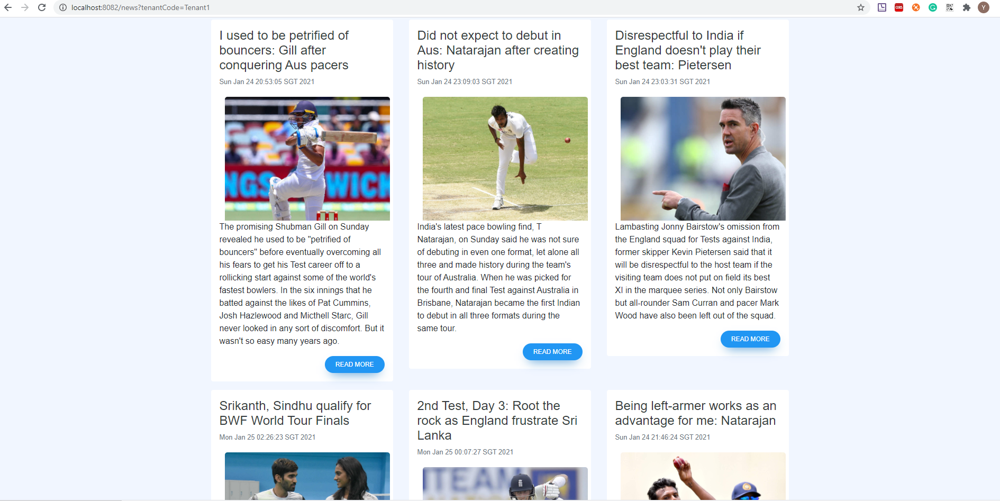 localhost:8082/news?tenantCode=Tenant1
CORS
Y
I used to be petrified of
bouncers: Gill after
conquering Aus pacers
Sun Jan 24 20:53:05 SGT 2021
NGS
WICK
The promising Shubman Gill on Sunday
revealed he used to be "petrified of
bouncers" before eventually overcoming all
his fears to get his Test career off to a
rollicking start against some of the world's
fastest bowlers. In the six innings that he
batted against the likes of Pat Cummins,
Josh Hazlewood and Micthell Starc, Gill
never looked in any sort of discomfort. But it
wasn't so easy many years ago.
READ MORE
Did not expect to debut in
Aus: Natarajan after creating
history
Sun Jan 24 23:09:03 SGT 2021
India's latest pace bowling find, T
Natarajan, on Sunday said he was not sure
of debuting in even one format, let alone all
three and made history during the team's
tour of Australia. When he was picked for
the fourth and final Test against Australia in
Brisbane, Natarajan became the first Indian
to debut in all three formats during the
same tour.
READ MORE
Disrespectful to India if
England doesn't play their
best team: Pietersen
Sun Jan 24 23:03:31 SGT 2021
Lambasting Jonny Bairstow's omission from
the England squad for Tests against India,
former skipper Kevin Pietersen said that it
will be disrespectful to the host team if the
visiting team does not put on field its best
XI in the marquee series. Not only Bairstow
but all-rounder Sam Curran and pacer Mark
Wood have also been left out of the squad.
READ MORE
Srikanth, Sindhu qualify for
BWF World Tour Finals
Mon Jan 25 02:26:23 SGT 2021
2nd Test, Day 3: Root the
rock as England frustrate Sri
Lanka
Mon Jan 25 00:07:27 SGT 2021
TEAM
Being left-armer works as an
advantage for me: Natarajan
Sun Jan 24 21:46:24 SGT 2021